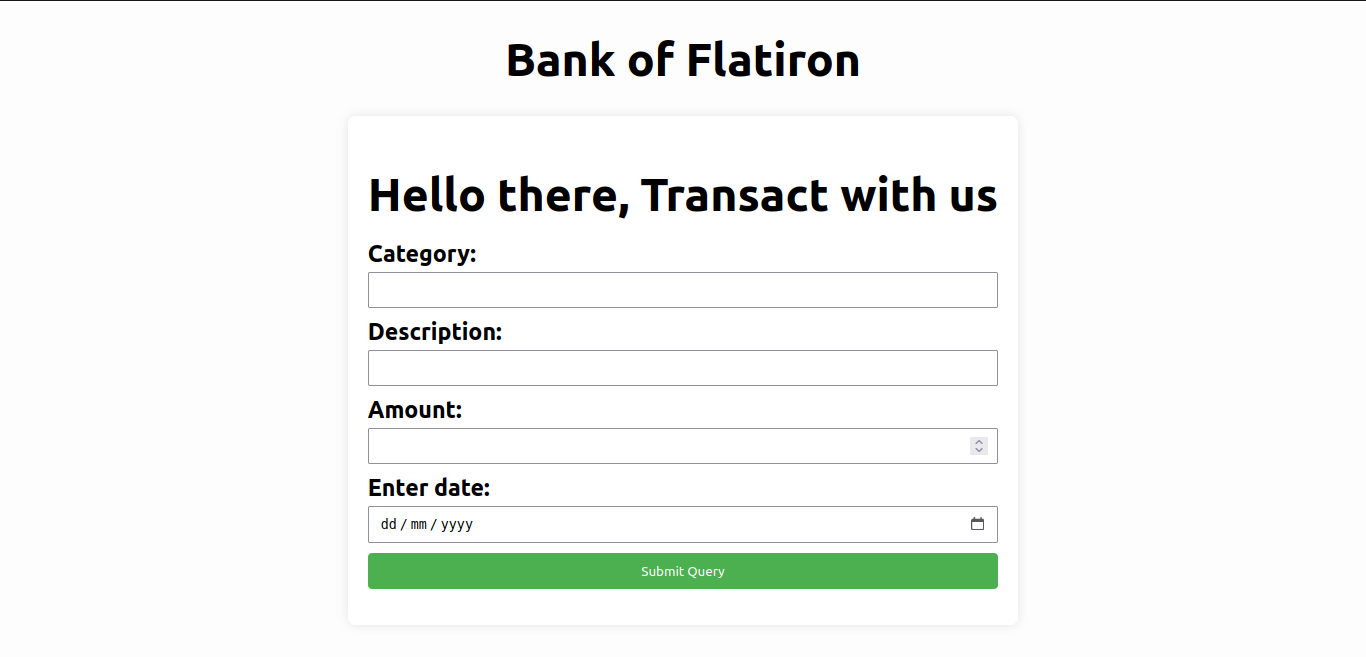 Bank of Flatiron
Hello there, Transact with us
Category:
Description:
Amount:
Enter date:
dd / mm / yyyy
Submit Query